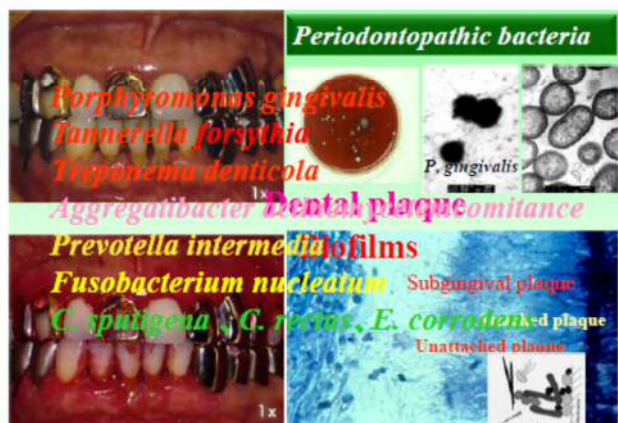 Periodontopathic bacteria
Porphyromonas gingivalis
Tannerella forsythia
Treponema denticola
P. gingivalis
1x
Dental plaque
Aggregatibacter actinomycetemcomitance
Prevotella intermedia
Biofilms
Fusobacterium nucleatum
Subgingival plaque
C. sputigena 、C. rectus、E. corrodens
plaque
Unattached plaque
1x